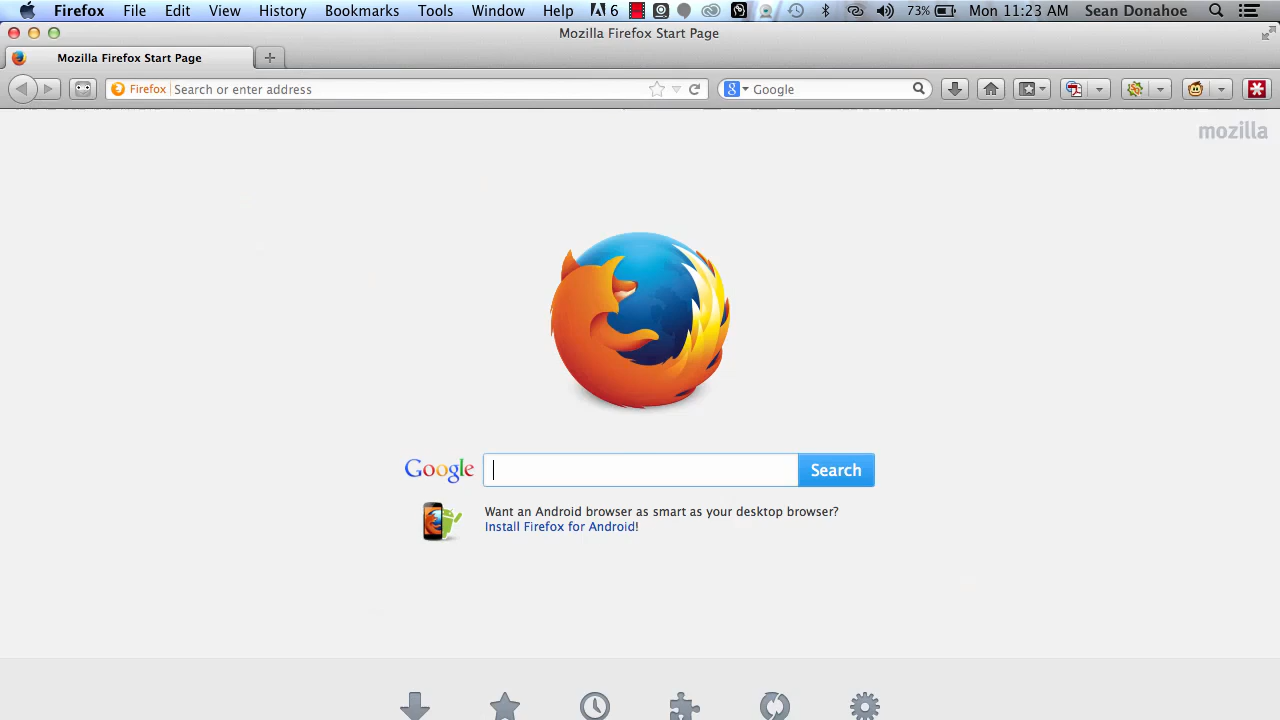 Firefox File Edit View History Bookmarks Tools Window Help 6 73% Mon 11:23 AM Sean Donahoe
Mozilla Firefox Start Page
Mozilla Firefox Start Page
Firefox Search or enter address 8 Google
mozilla
Google Search
Want an Android browser as smart as your desktop browser?
Install Firefox for Android!